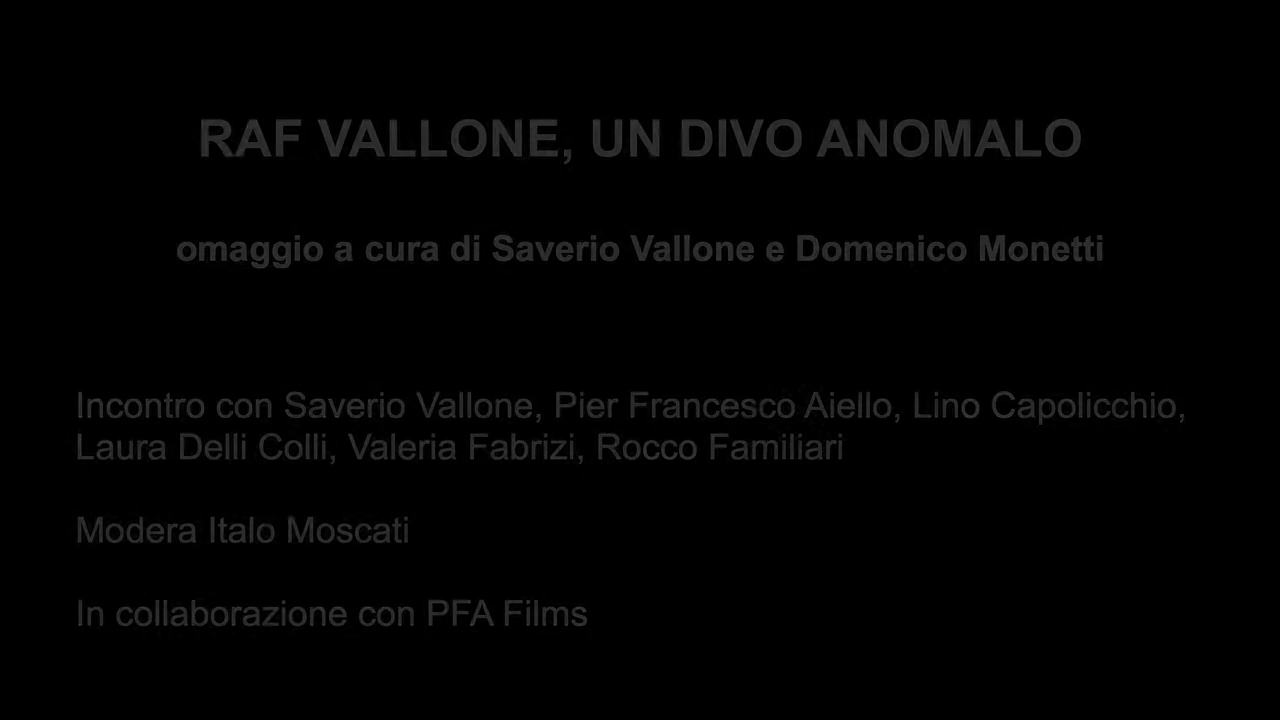 RAF VALLONE, UN DIVO ANOMALO
omaggio a cura di Saverio Vallone e Domenico Monetti
Incontro con Saverio Vallone, Pier Francesco Aiello, Lino Capolicchio,
Laura Delli Colli, Valeria Fabrizi, Rocco Familiari
Modera Italo Moscati
In collaborazione con PFA Films